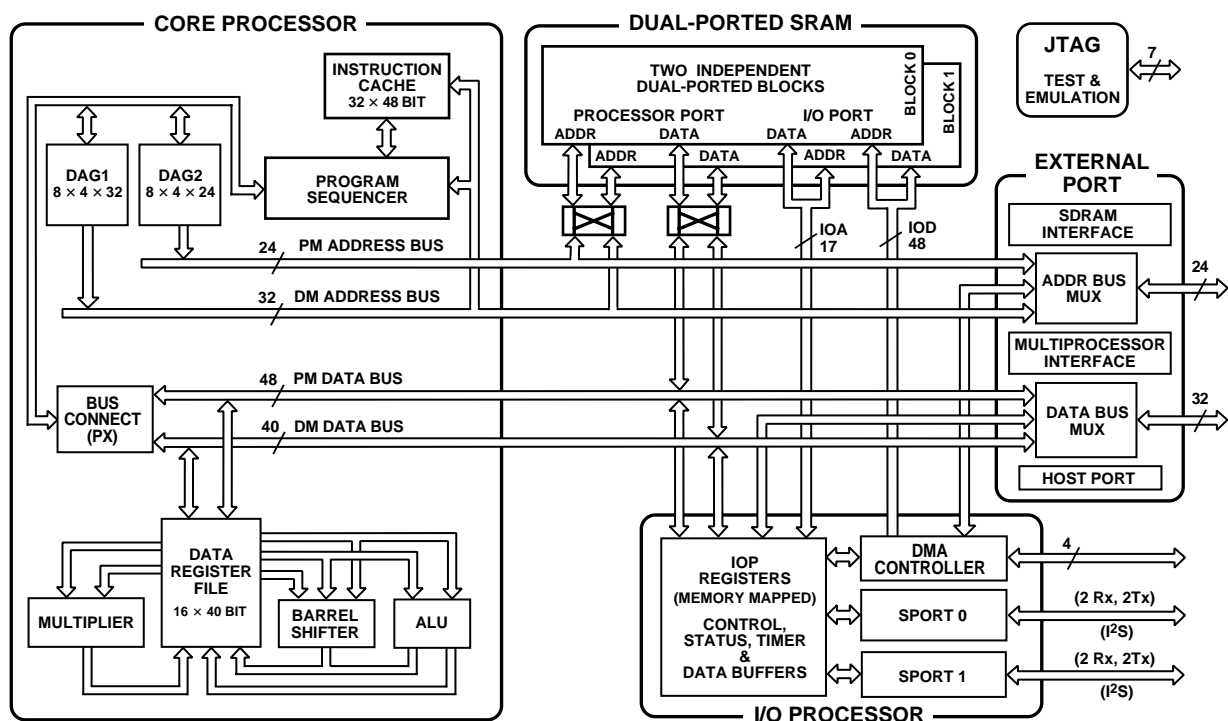 CORE PROCESSOR
INSTRUCTION
CACHE
32 × 48 BIT
DAG1
8 × 4 × 32
DAG2
8 × 4 × 24
PROGRAM
SEQUENCER
24
PM ADDRESS BUS
32
DM ADDRESS BUS
48
PM DATA BUS
40
DM DATA BUS
BUS
CONNECT
(PX)
DATA
REGISTER
FILE
16 × 40 BIT
MULTIPLIER
BARREL
SHIFTER
ALU
DUAL-PORTED SRAM
TWO INDEPENDENT
DUAL-PORTED BLOCKS
PROCESSOR PORT
I/O PORT
ADDR
DATA
DATA
ADDR
BLOCK 0
ADDR
DATA
ADDR
DATA
BLOCK 1
IOA
17
IOD
48
JTAG
TEST &
EMULATION
7
EXTERNAL
PORT
SDRAM
INTERFACE
ADDR BUS
MUX
24
MULTIPROCESSOR
INTERFACE
DATA BUS
MUX
32
HOST PORT
IOP
REGISTERS
(MEMORY MAPPED)
CONTROL,
STATUS, TIMER
&
DATA BUFFERS
DMA
CONTROLLER
4
SPORT 0
(2 Rx, 2Tx)
(I²S)
SPORT 1
(2 Rx, 2Tx)
(I²S)
I/O PROCESSOR